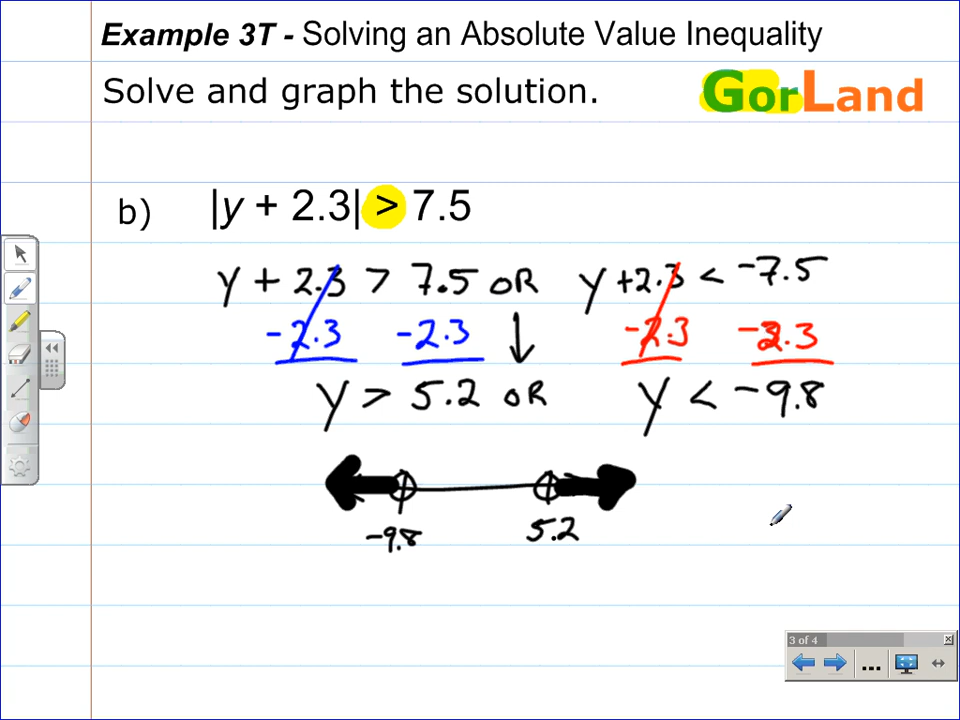 Example 3T - Solving an Absolute Value Inequality
Solve and graph the solution.
GorLand
b) |y + 2.3| > 7.5
y + 2.3 > 7.5 OR y + 2.3 < -7.5
-2.3 -2.3 -2.3 -2.3
y > 5.2 OR y < -9.8
-9.8 5.2
3 of 4
...